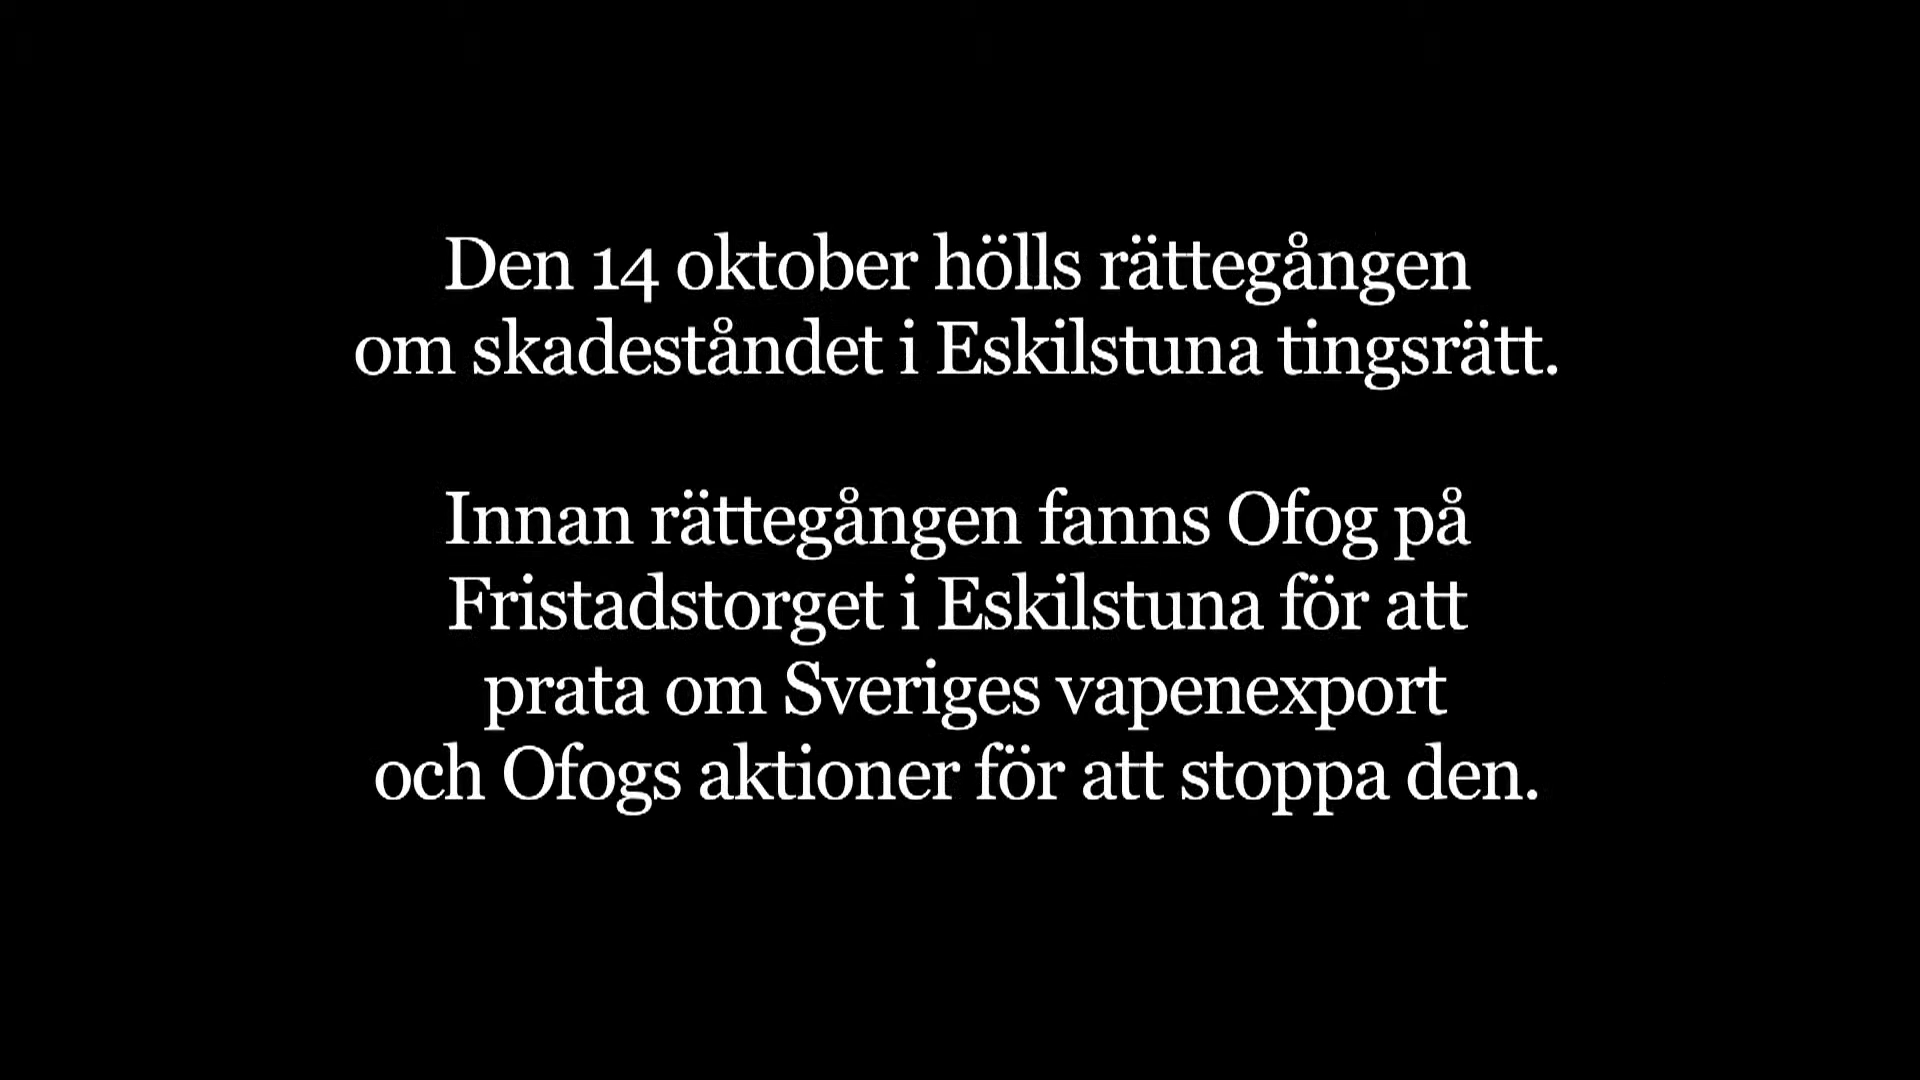 Den 14 oktober hölls rättegången
om skadeståndet i Eskilstuna tingsrätt.
Innan rättegången fanns Ofog på
Fristadstorget i Eskilstuna för att
prata om Sveriges vapenexport
och Ofogs aktioner för att stoppa den.